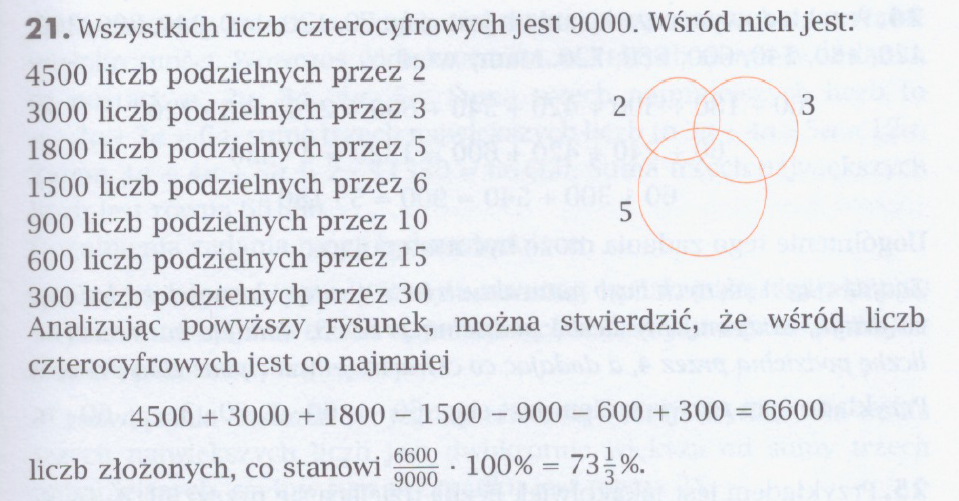 21. Wszystkich liczb czterocyfrowych jest 9000. Wśród nich jest:
4500 liczb podzielnych przez 2
3000 liczb podzielnych przez 3
1800 liczb podzielnych przez 5
1500 liczb podzielnych przez 6
900 liczb podzielnych przez 10
600 liczb podzielnych przez 15
300 liczb podzielnych przez 30
2
3
5
Analizując powyższy rysunek, można stwierdzić, że wśród liczb
czterocyfrowych jest co najmniej
4500 + 3000 + 1800 − 1500 − 900 − 600 + 300 = 6600
liczb złożonych, co stanowi 6600/9000 · 100% = 73 1/3%.